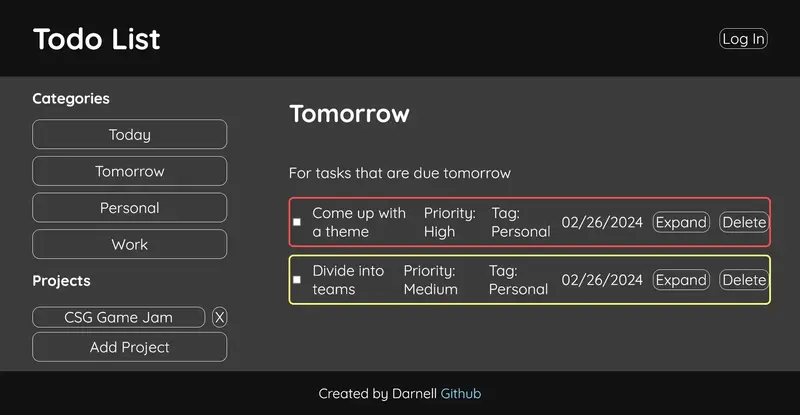 Todo List
Log In
Categories
Today
Tomorrow
Personal
Work
Projects
CSG Game Jam X
Add Project
Tomorrow
For tasks that are due tomorrow
Come up with
a theme
Priority:
High
Tag:
Personal
02/26/2024
Expand
Delete
Divide into
teams
Priority:
Medium
Tag:
Personal
02/26/2024
Expand
Delete
Created by Darnell Github